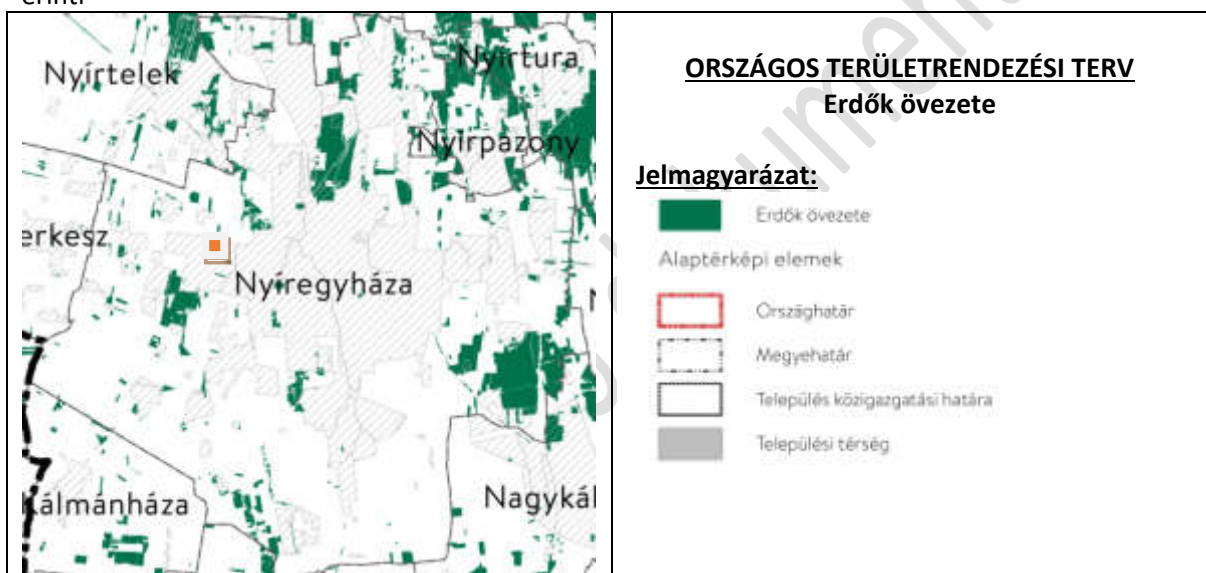 érinti
Nyírtelek
Nyírtura
Nyírpazony
erkesz
Nyíregyháza
Kálmánháza
Nagykál
ORSZÁGOS TERÜLETRENDEZÉSI TERV
Erdők övezete
Jelmagyarázat:
Erdők övezete
Alaptérképi elemek
Országhatár
Megyehatár
Település közigazgatási határa
Települési térség